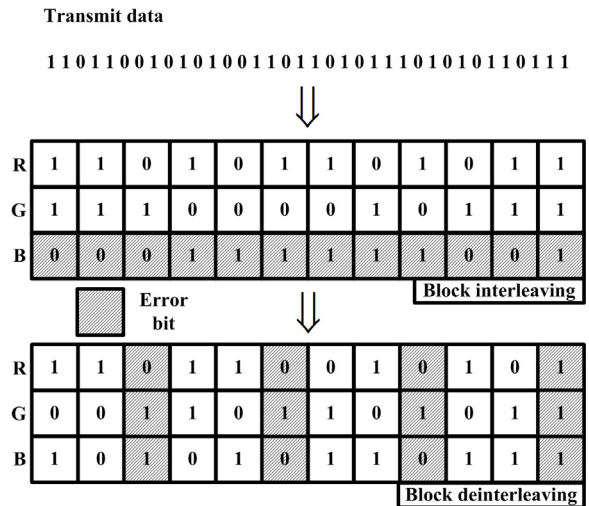 Transmit data
1 1 0 1 1 0 0 1 0 1 0 1 0 0 1 1 0 1 1 0 1 0 1 1 1 0 1 0 1 0 1 1 0 1 1 1
R 1 1 0 1 0 1 1 0 1 0 1 1
G 1 1 1 0 0 0 0 1 0 1 1 1
B 0 0 0 1 1 1 1 1 1 0 0 1
Block interleaving
Error
bit
R 1 1 0 1 1 0 0 1 0 1 0 1
G 0 0 1 1 0 1 1 0 1 0 1 1
B 1 0 1 0 1 0 1 1 0 1 1 1
Block deinterleaving